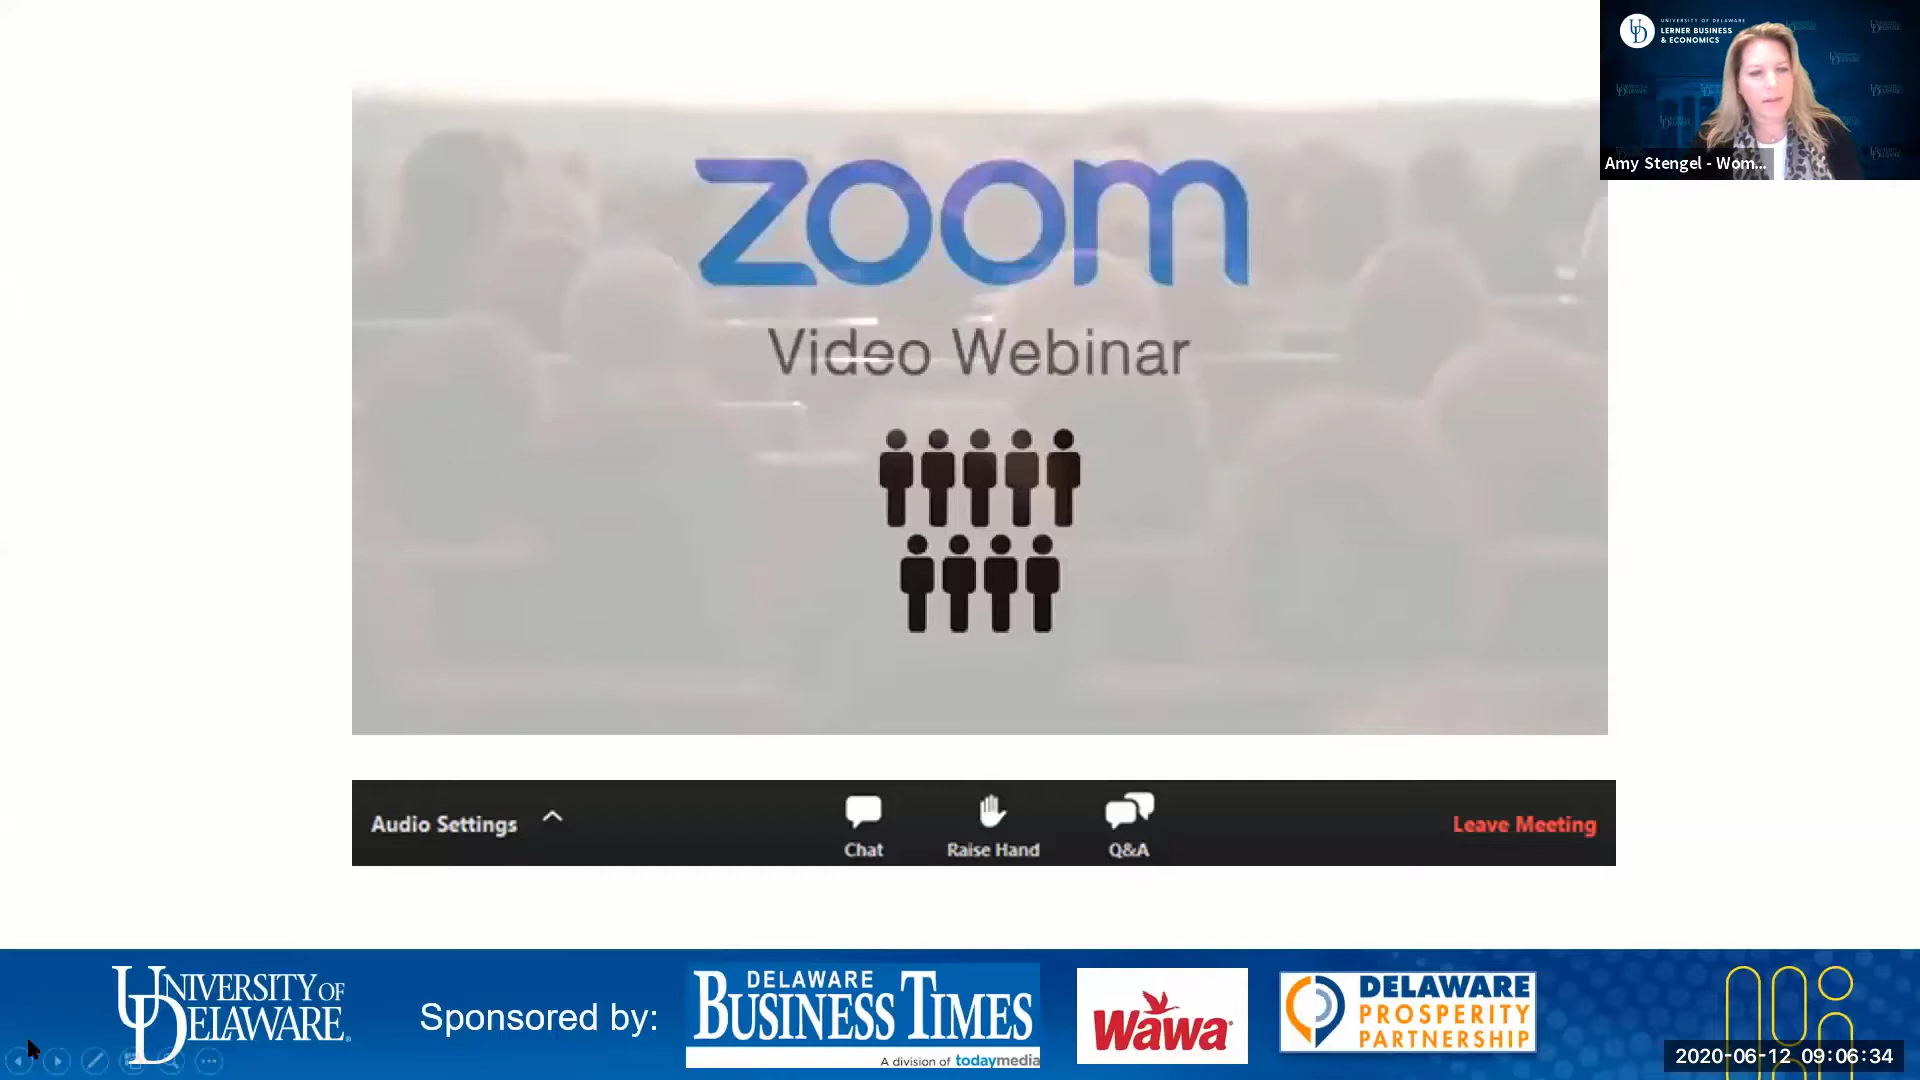 UNIVERSITY OF DELAWARE
LERNER BUSINESS
& ECONOMICS
Amy Stengel - Wom...
zoom
Video Webinar
Audio Settings
Chat
Raise Hand
Q&A
Leave Meeting
UNIVERSITY OF
DELAWARE
Sponsored by:
DELAWARE
BUSINESS TIMES
A division of todaymedia
Wawa
DELAWARE
PROSPERITY
PARTNERSHIP
2020-06-12 09:06:34